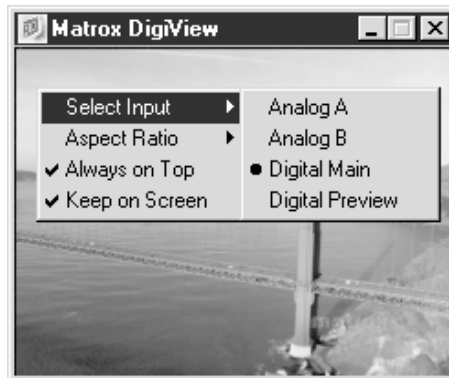 Matrox DigiView
Select Input
Aspect Ratio
Always on Top
Keep on Screen
Analog A
Analog B
Digital Main
Digital Preview